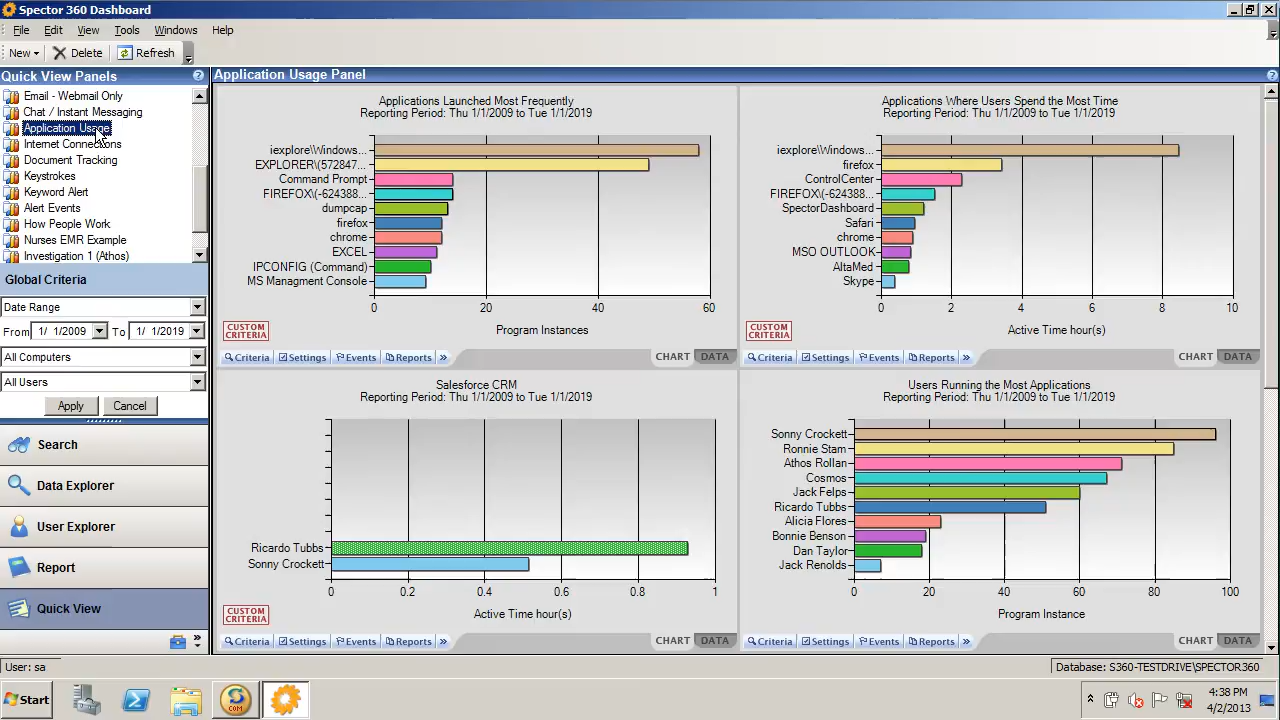 Spector 360 Dashboard
File Edit View Tools Windows Help
New Delete Refresh
Quick View Panels
Email - Webmail Only
Chat / Instant Messaging
Application Usage
Internet Connections
Document Tracking
Keystrokes
Keyword Alert
Alert Events
How People Work
Nurses EMR Example
Investigation 1 (Athos)
Global Criteria
Date Range
From 1/ 1/2009 To 1/ 1/2019
All Computers
All Users
Apply Cancel
Search
Data Explorer
User Explorer
Report
Quick View
User: sa
Application Usage Panel
Applications Launched Most Frequently
Reporting Period: Thu 1/1/2009 to Tue 1/1/2019
iexplore\Windows...
EXPLORER\(572847...
Command Prompt
FIREFOX\(-624388...
dumpcap
firefox
chrome
EXCEL
IPCONFIG (Command)
MS Managment Console
0 20 40 60
Program Instances
CUSTOM
CRITERIA
Criteria Settings Events Reports » CHART DATA
Applications Where Users Spend the Most Time
Reporting Period: Thu 1/1/2009 to Tue 1/1/2019
iexplore\Windows...
firefox
ControlCenter
FIREFOX\(-624388...
SpectorDashboard
Safari
chrome
MSO OUTLOOK
AltaMed
Skype
0 2 4 6 8 10
Active Time hour(s)
CUSTOM
CRITERIA
Criteria Settings Events Reports » CHART DATA
Salesforce CRM
Reporting Period: Thu 1/1/2009 to Tue 1/1/2019
Ricardo Tubbs
Sonny Crockett
0 0.2 0.4 0.6 0.8 1
Active Time hour(s)
CUSTOM
CRITERIA
Criteria Settings Events Reports » CHART DATA
Users Running the Most Applications
Reporting Period: Thu 1/1/2009 to Tue 1/1/2019
Sonny Crockett
Ronnie Stam
Athos Rollan
Cosmos
Jack Felps
Ricardo Tubbs
Alicia Flores
Bonnie Benson
Dan Taylor
Jack Renolds
0 20 40 60 80 100
Program Instance
Criteria Settings Events Reports » CHART DATA
Database: S360-TESTDRIVE\SPECTOR360
Start
COM
4:38 PM
4/2/2013